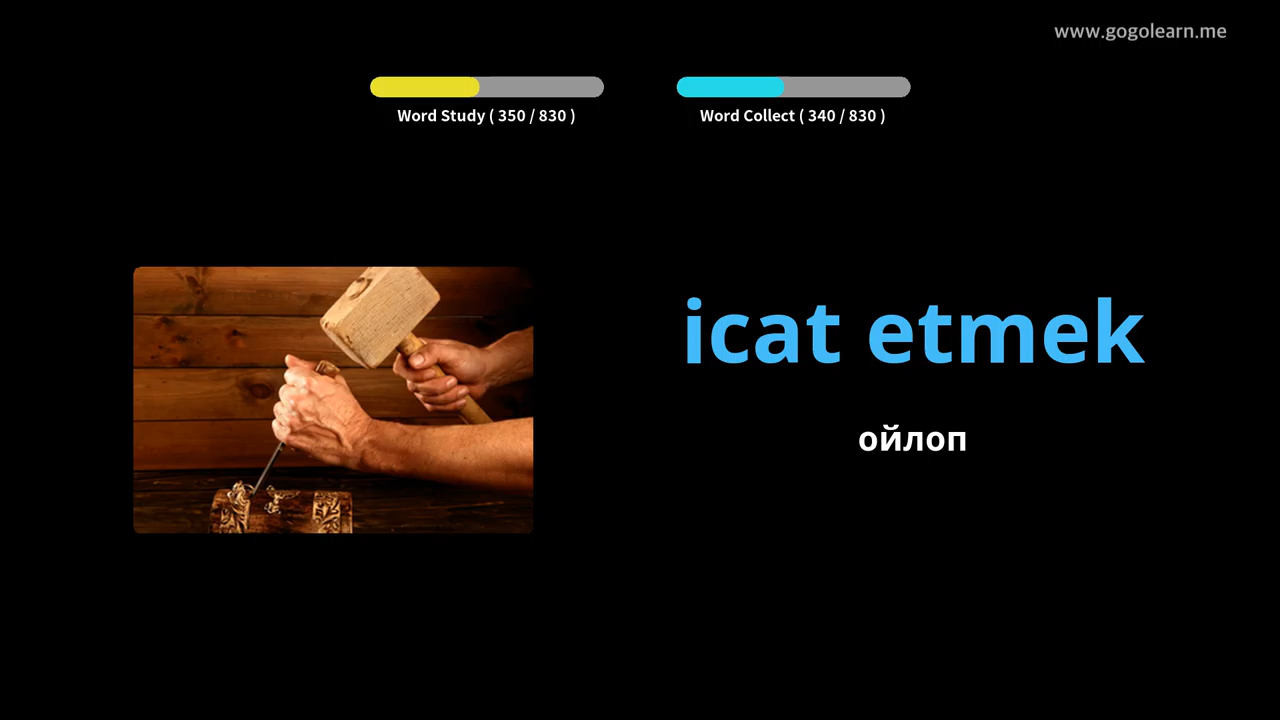 www.gogolearn.me
Word Study ( 350 / 830 )
Word Collect ( 340 / 830 )
icat etmek
ойлоп